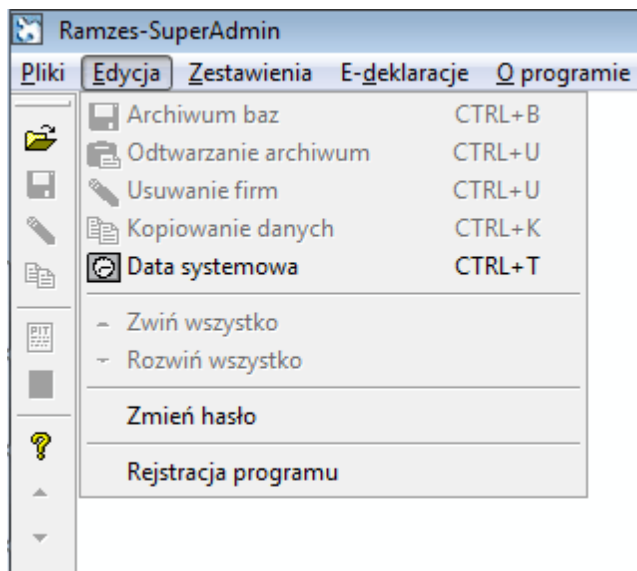 Ramzes-SuperAdmin
Pliki Edycja Zestawienia E-deklaracje O programie
Archiwum baz CTRL+B
Odtwarzanie archiwum CTRL+U
Usuwanie firm CTRL+U
Kopiowanie danych CTRL+K
Data systemowa CTRL+T
Zwiń wszystko
Rozwiń wszystko
Zmień hasło
Rejstracja programu
PIT
?